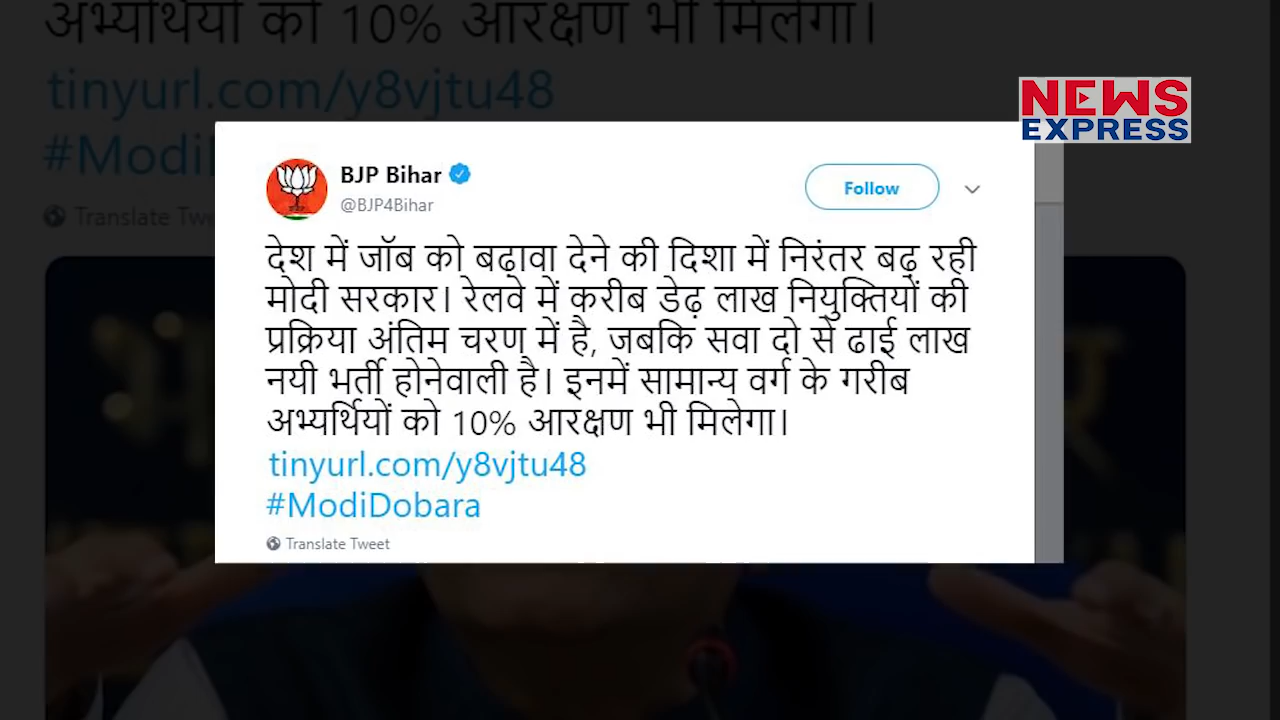 अभ्यर्थियों को 10% आरक्षण भी मिलेगा।
tinyurl.com/y8vjtu48
#Modi
Translate Tw
NEWS
EXPRESS
BJP Bihar
@BJP4Bihar
Follow
देश में जॉब को बढ़ावा देने की दिशा में निरंतर बढ़ रही
मोदी सरकार। रेलवे में करीब डेढ़ लाख नियुक्तियों की
प्रक्रिया अंतिम चरण में है, जबकि सवा दो से ढाई लाख
नयी भर्ती होनेवाली है। इनमें सामान्य वर्ग के गरीब
अभ्यर्थियों को 10% आरक्षण भी मिलेगा।
tinyurl.com/y8vjtu48
#ModiDobara
Translate Tweet